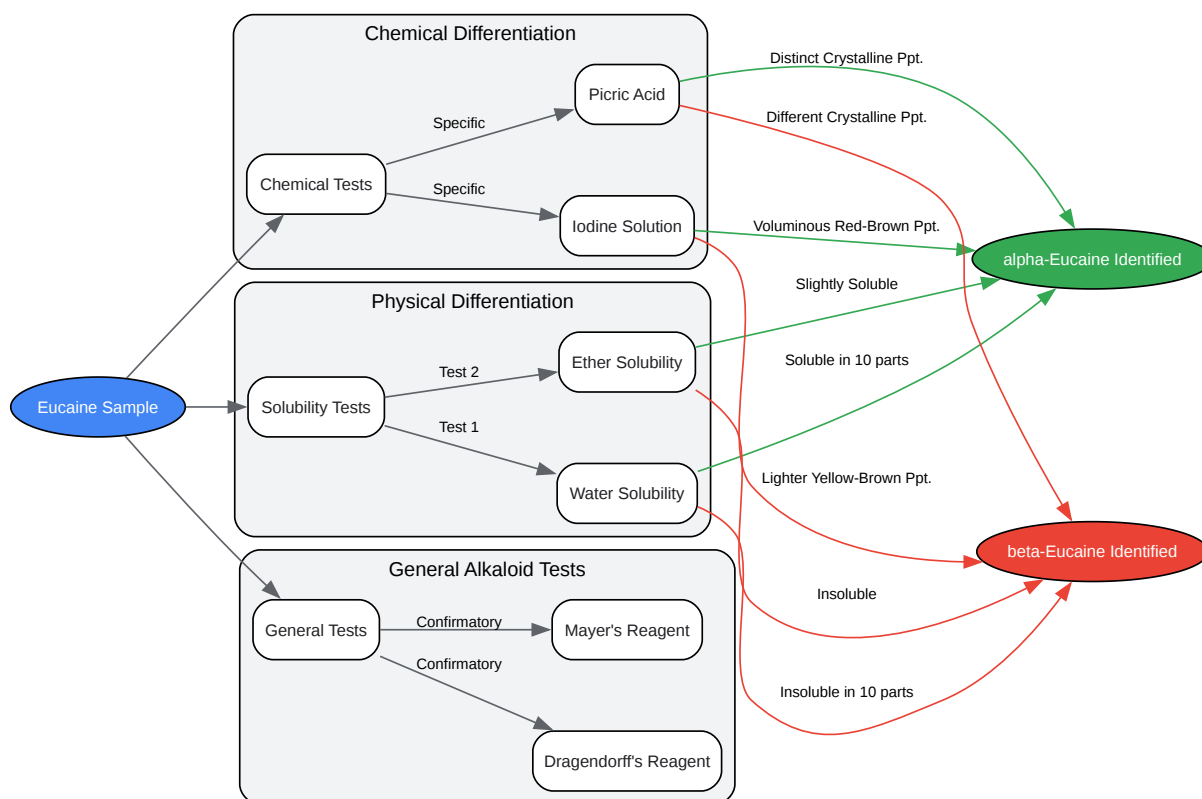 Chemical Differentiation
Distinct Crystalline Ppt.
Picric Acid
Different Crystalline Ppt.
Specific
Chemical Tests
Specific
Iodine Solution
Voluminous Red-Brown Ppt.
alpha-Eucaine Identified
Physical Differentiation
Slightly Soluble
Ether Solubility
Soluble in 10 parts
Test 2
Eucaine Sample
Solubility Tests
Test 1
Water Solubility
Lighter Yellow-Brown Ppt.
beta-Eucaine Identified
General Alkaloid Tests
Insoluble
General Tests
Confirmatory
Mayer's Reagent
Confirmatory
Insoluble in 10 parts
Dragendorff's Reagent